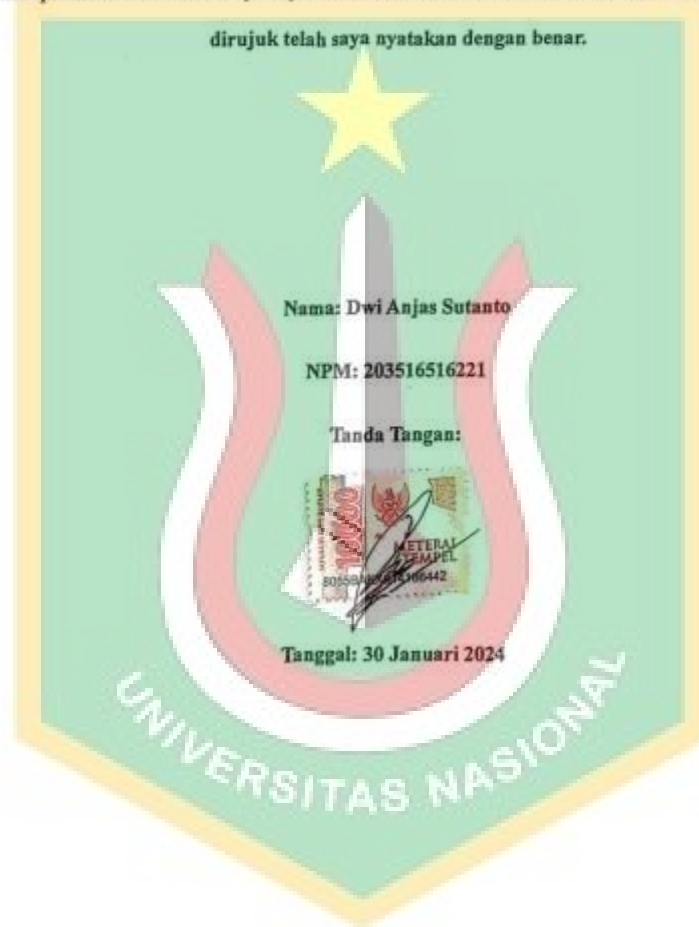 dirujuk telah saya nyatakan dengan benar.
Nama: Dwi Anjas Sutanto
NPM: 203516516221
Tanda Tangan:
10000
METERAI
TEMPEL
Tanggal: 30 Januari 2024
UNIVERSITAS NASIONAL